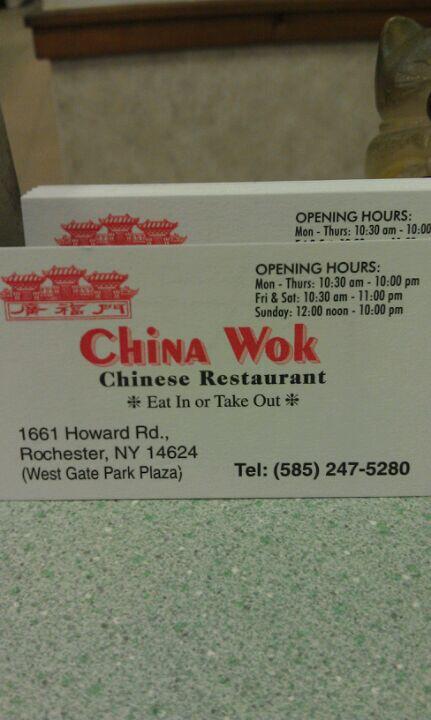 OPENING HOURS:
Mon - Thurs: 10:30 am - 10:00
OPENING HOURS:
Mon - Thurs: 10:30 am - 10:00 pm
Fri & Sat: 10:30 am - 11:00 pm
Sunday: 12:00 noon - 10:00 pm
China Wok
Chinese Restaurant
❈ Eat In or Take Out ❈
1661 Howard Rd.,
Rochester, NY 14624
(West Gate Park Plaza)
Tel: (585) 247-5280